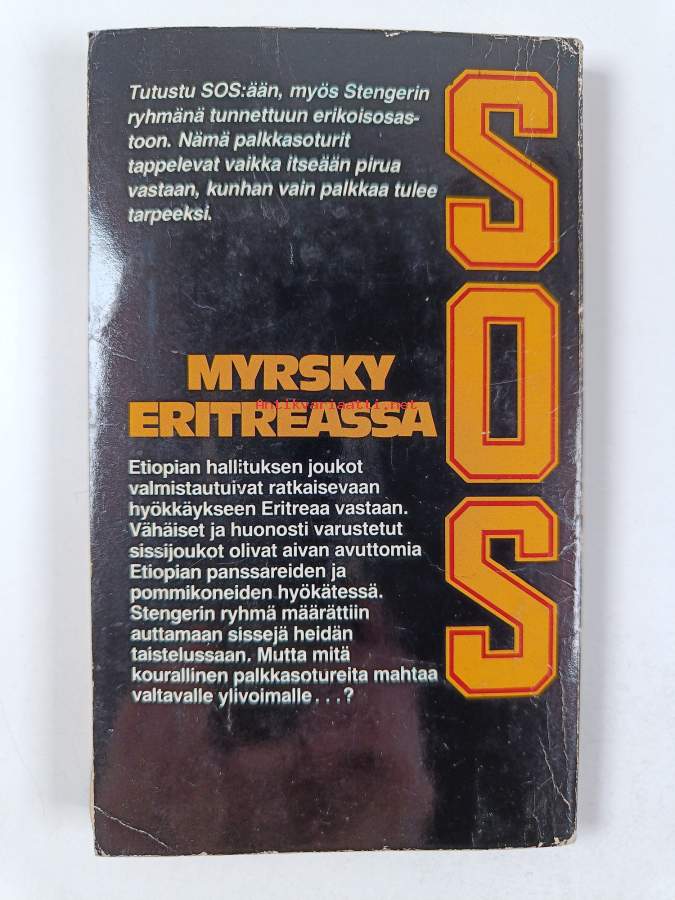 Tutustu SOS:ään, myös Stengerin
ryhmänä tunnettuun erikoisosas-
toon. Nämä palkkasoturit
tappelevat vaikka itseään pirua
vastaan, kunhan vain palkkaa tulee
tarpeeksi.
SOS
MYRSKY
Antikvariaatti.net
ERITREASSA
Etiopian hallituksen joukot
valmistautuivat ratkaisevaan
hyökkäykseen Eritreaa vastaan.
Vähäiset ja huonosti varustetut
sissijoukot olivat aivan avuttomia
Etiopian panssareiden ja
pommikoneiden hyökätessä.
Stengerin ryhmä määrättiin
auttamaan sissejä heidän
taistelussaan. Mutta mitä
kourallinen palkkasotureita mahtaa
valtavalle ylivoimalle...?